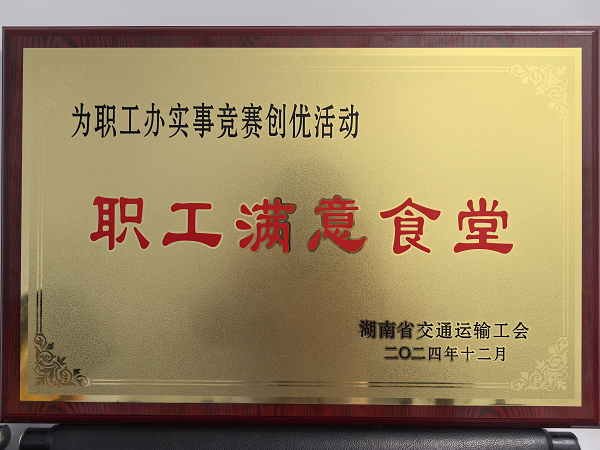 为职工办实事竞赛创优活动
职工满意食堂
湖南省交通运输工会
二〇二四年十二月